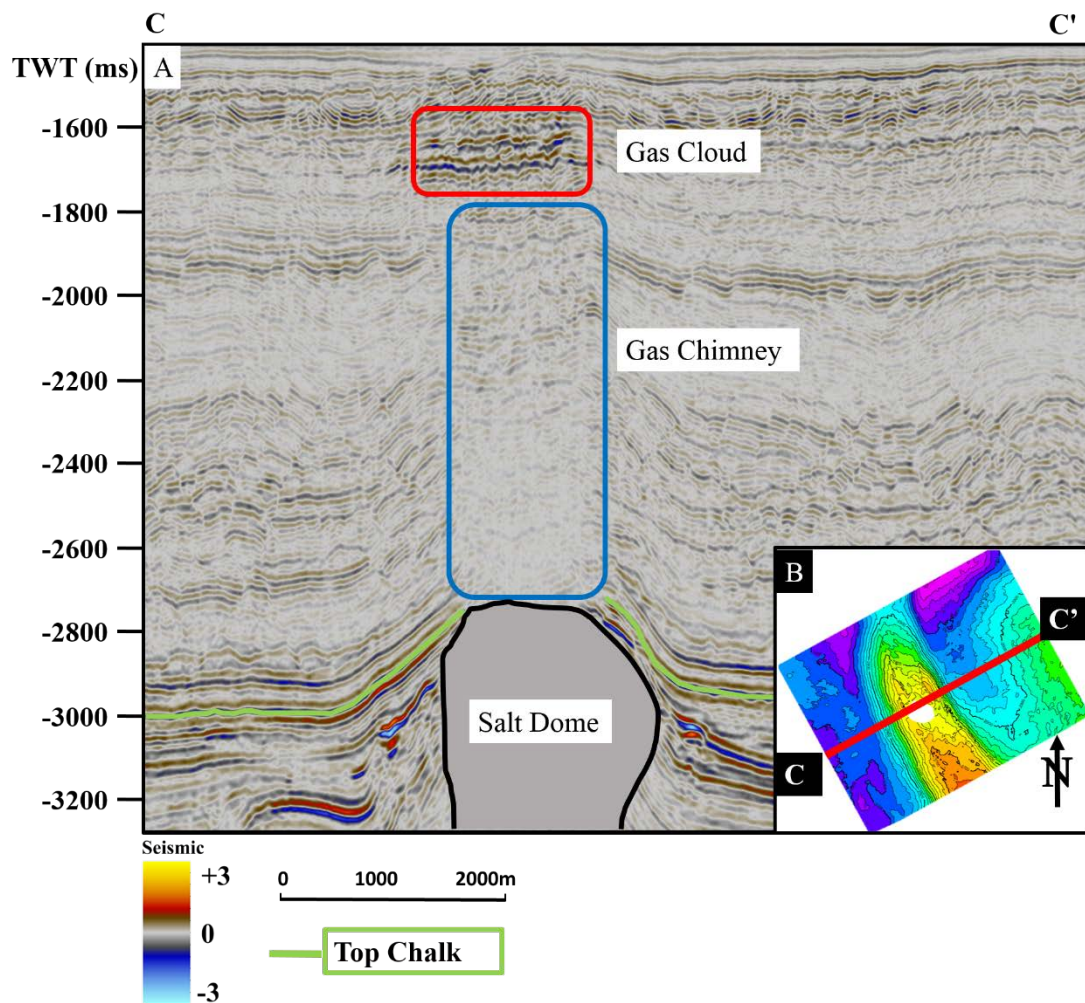 C C'
TWT (ms) A
-1600
Gas Cloud
-1800
-2000
Gas Chimney
-2200
-2400
-2600
B
C'
-2800
-3000
Salt Dome
C
N
-3200
Seismic
+3
0
-3
0 1000 2000m
Top Chalk